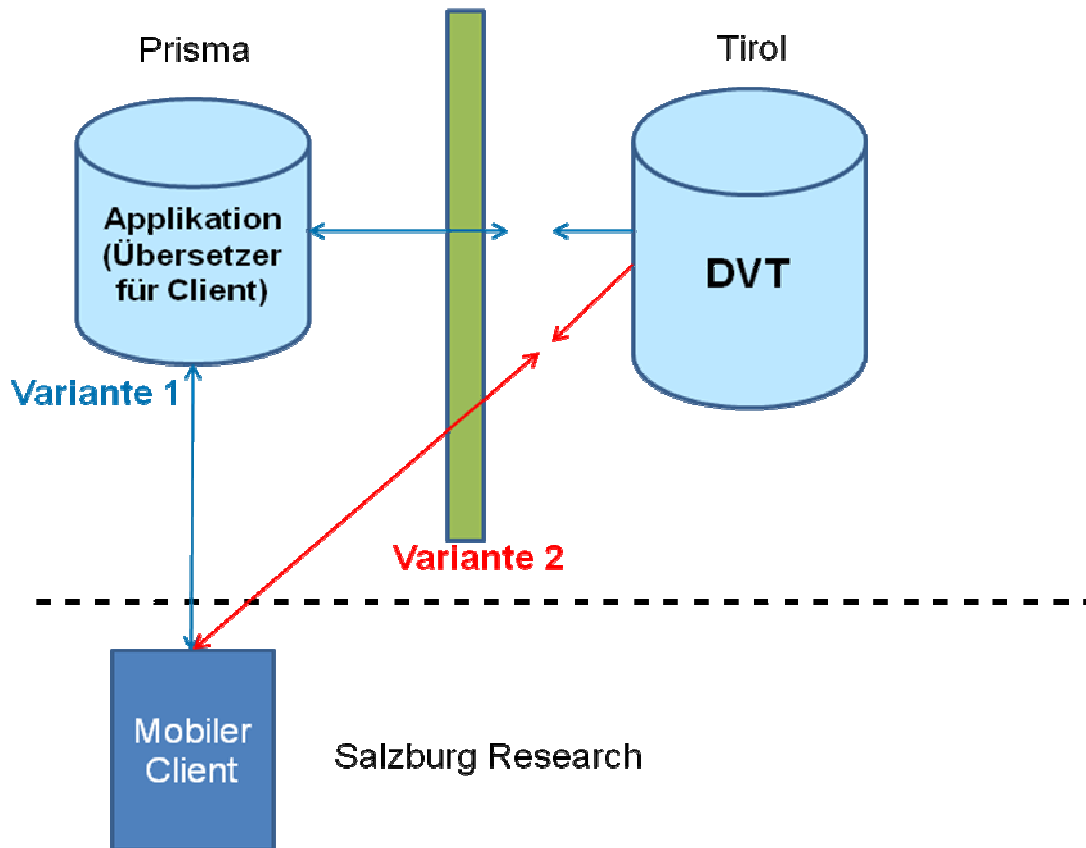 Prisma
Tirol
Applikation
(Übersetzer
für Client)
DVT
Variante 1
Variante 2
Mobiler
Client
Salzburg Research